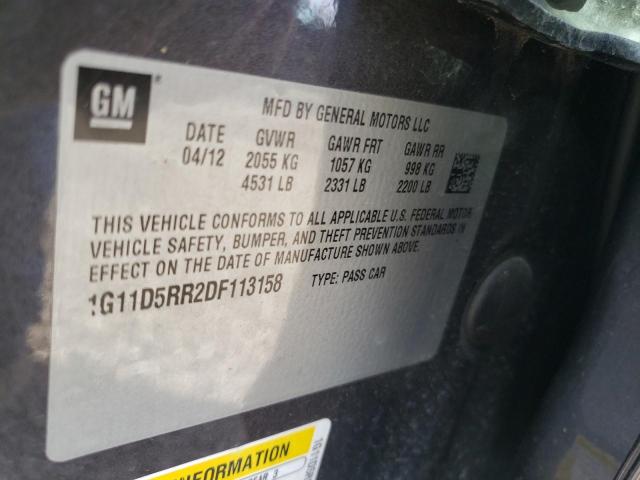 GM
®
MFD BY GENERAL MOTORS LLC
DATE GVWR GAWR FRT GAWR RR
04/12 2055 KG 1057 KG 998 KG
4531 LB 2331 LB 2200 LB
THIS VEHICLE CONFORMS TO ALL APPLICABLE U.S. FEDERAL MOTOR
VEHICLE SAFETY, BUMPER, AND THEFT PREVENTION STANDARDS IN
EFFECT ON THE DATE OF MANUFACTURE SHOWN ABOVE.
1G11D5RR2DF113158 TYPE: PASS CAR
INFORMATION